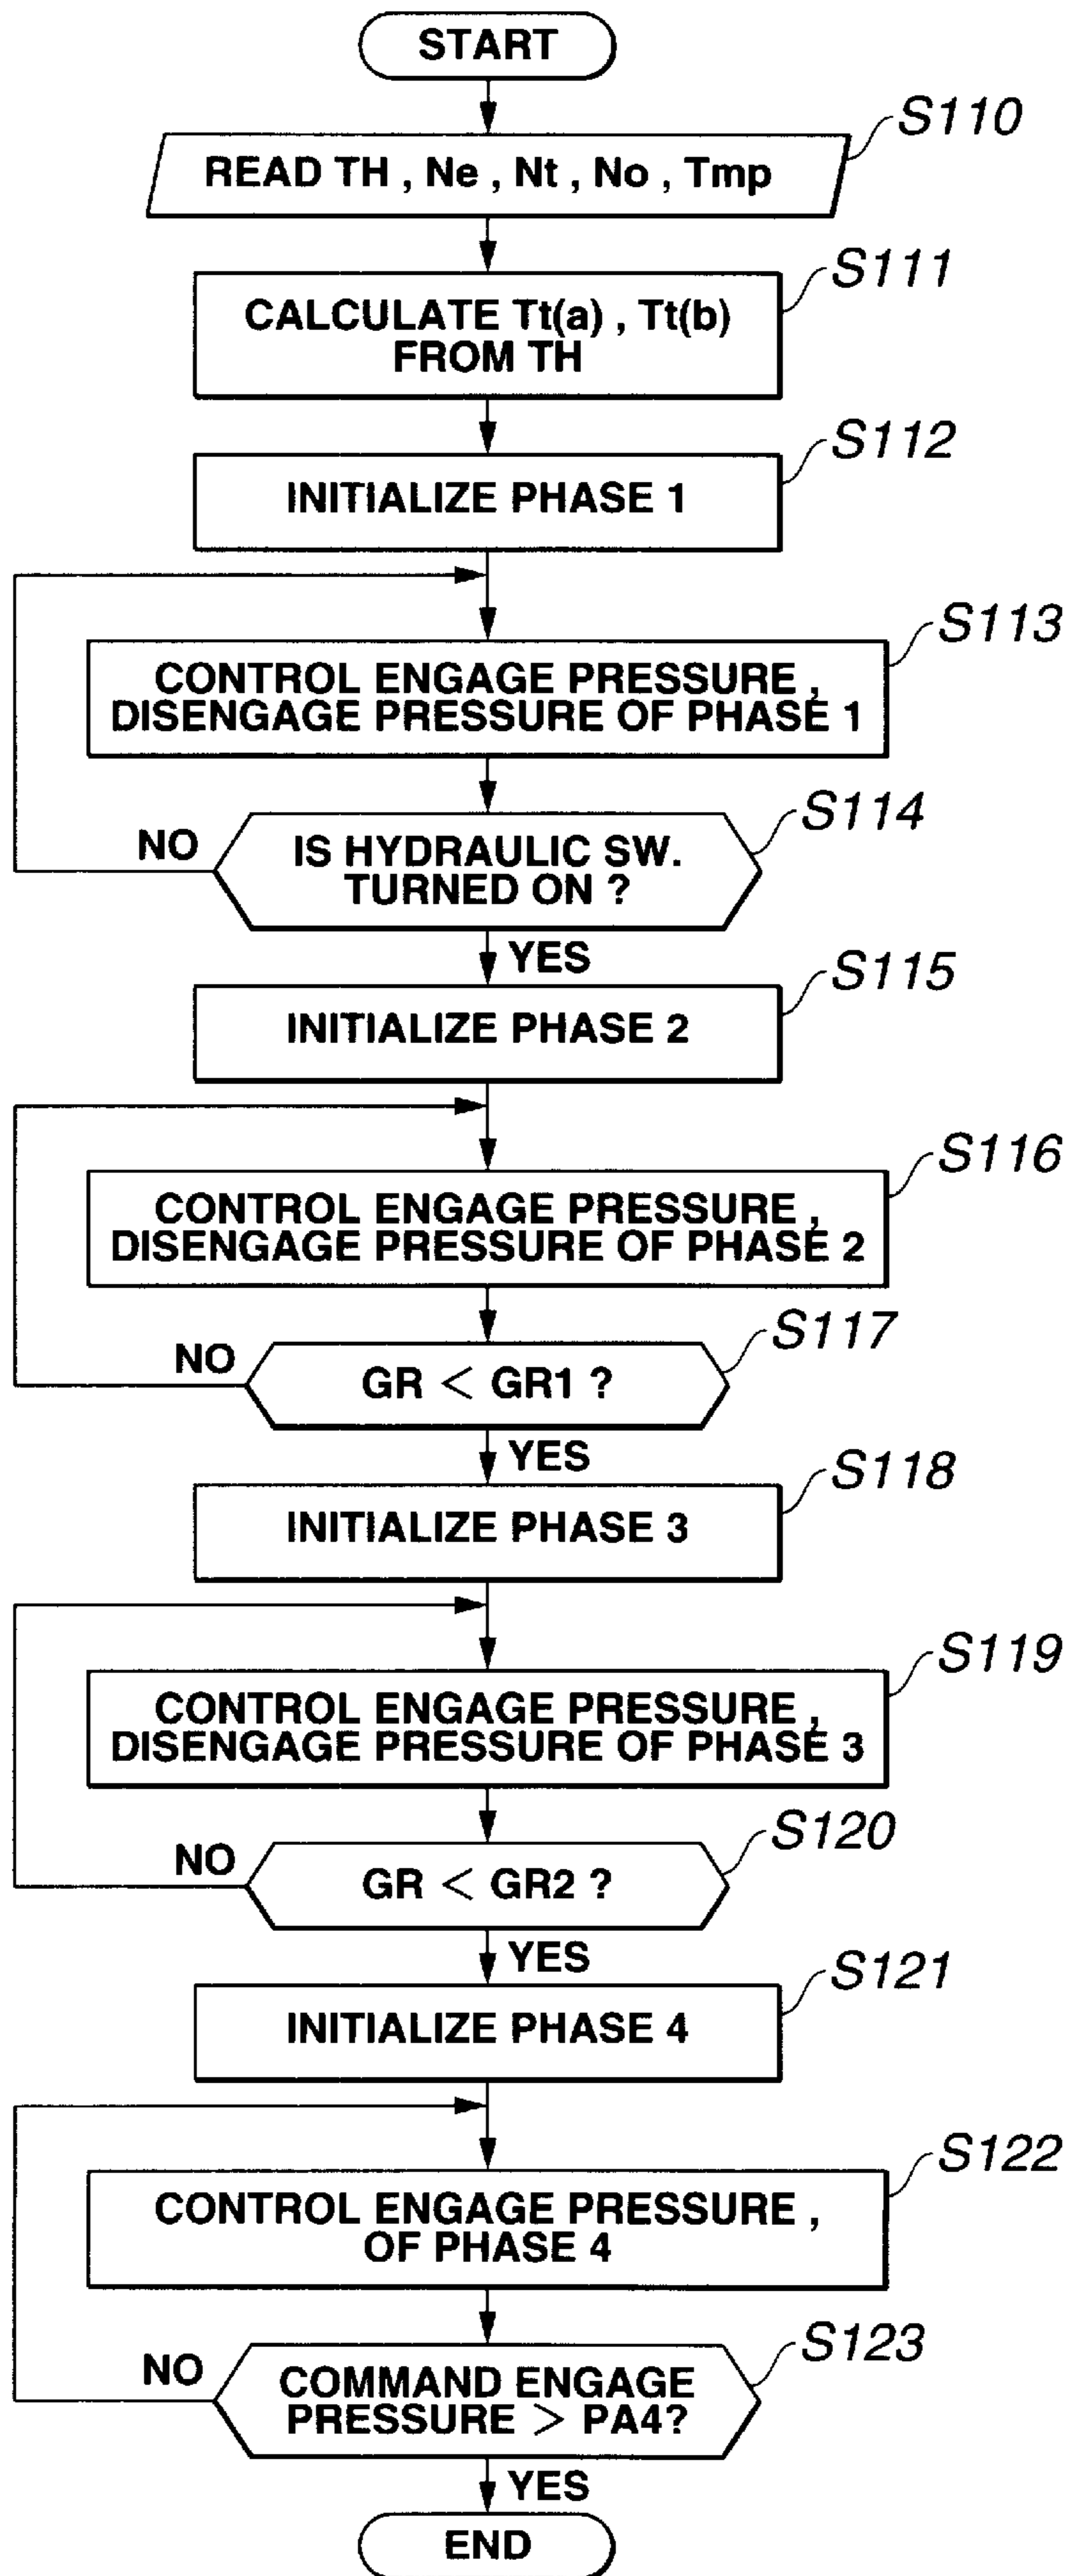 START
S110
READ TH , Ne , Nt , No , Tmp
S111
CALCULATE Tt(a) , Tt(b)
FROM TH
S112
INITIALIZE PHASE 1
S113
CONTROL ENGAGE PRESSURE ,
DISENGAGE PRESSURE OF PHASE 1
S114
NO
IS HYDRAULIC SW.
TURNED ON ?
YES
S115
INITIALIZE PHASE 2
S116
CONTROL ENGAGE PRESSURE ,
DISENGAGE PRESSURE OF PHASE 2
S117
NO
GR < GR1 ?
YES
S118
INITIALIZE PHASE 3
S119
CONTROL ENGAGE PRESSURE ,
DISENGAGE PRESSURE OF PHASE 3
S120
NO
GR < GR2 ?
YES
S121
INITIALIZE PHASE 4
S122
CONTROL ENGAGE PRESSURE ,
OF PHASE 4
S123
NO
COMMAND ENGAGE
PRESSURE > PA4?
YES
END